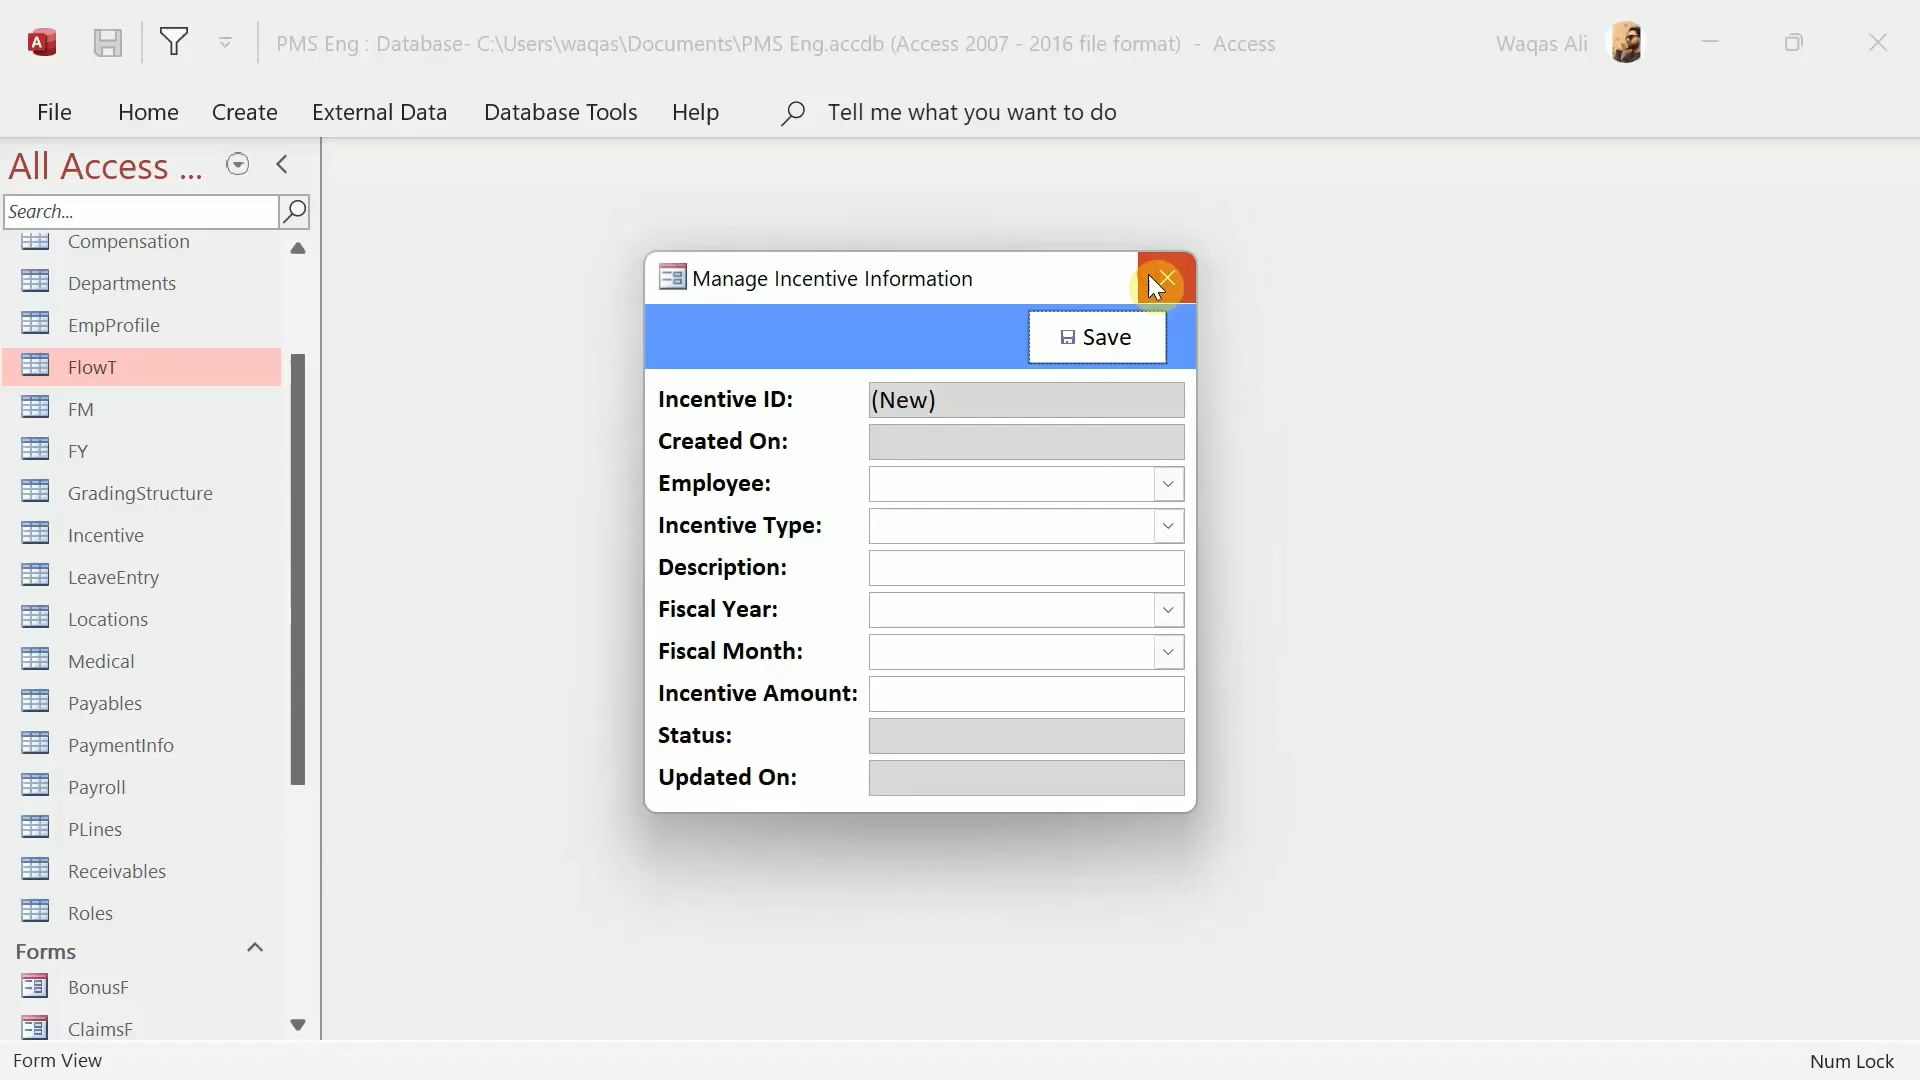 PMS Eng : Database- C:\Users\waqas\Documents\PMS Eng.accdb (Access 2007 - 2016 file format) - Access
Waqas Ali
File
Home
Create
External Data
Database Tools
Help
Tell me what you want to do
All Access ...
Search...
Compensation
Departments
EmpProfile
FlowT
FM
FY
GradingStructure
Incentive
LeaveEntry
Locations
Medical
Payables
PaymentInfo
Payroll
PLines
Receivables
Roles
Forms
BonusF
ClaimsF
Manage Incentive Information
Save
Incentive ID: (New)
Created On:
Employee:
Incentive Type:
Description:
Fiscal Year:
Fiscal Month:
Incentive Amount:
Status:
Updated On:
Form View
Num Lock